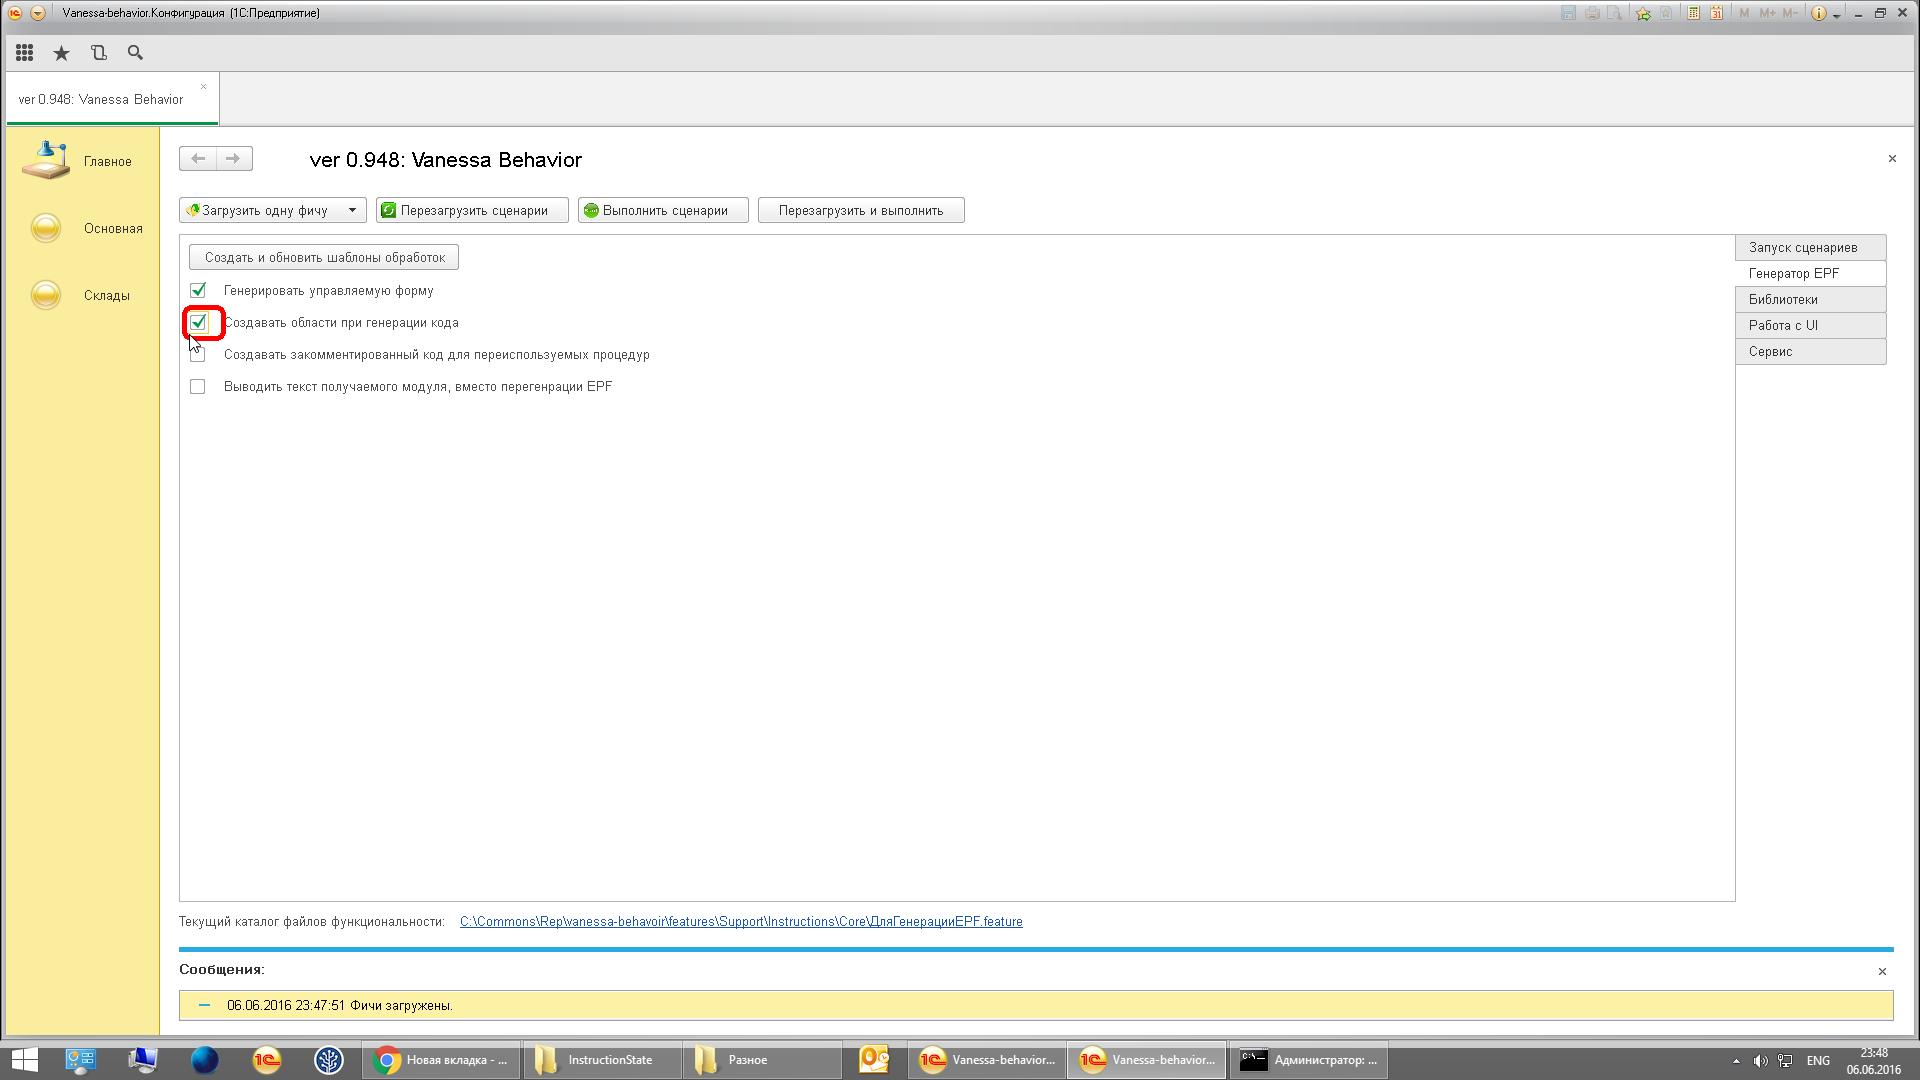 Vanessa-behavior.Конфигурация (1С:Предприятие)
M M+ M-
ver 0.948: Vanessa Behavior
Главное
Основная
Склады
ver 0.948: Vanessa Behavior
Загрузить одну фичу
Перезагрузить сценарии
Выполнить сценарии
Перезагрузить и выполнить
Создать и обновить шаблоны обработок
Генерировать управляемую форму
Создавать области при генерации кода
Создавать закомментированный код для переиспользуемых процедур
Выводить текст получаемого модуля, вместо перегенрации EPF
Запуск сценариев
Генератор EPF
Библиотеки
Работа с UI
Сервис
Текущий каталог файлов функциональности: C:\Commons\Rep\vanessa-behavoir\features\Support\Instructions\Core\ДляГенерацииEPF.feature
Сообщения:
06.06.2016 23:47:51 Фичи загружены.
Новая вкладка - ...
InstructionState
Разное
Vanessa-behavior...
Vanessa-behavior...
Администратор: ...
ENG
23:48
06.06.2016